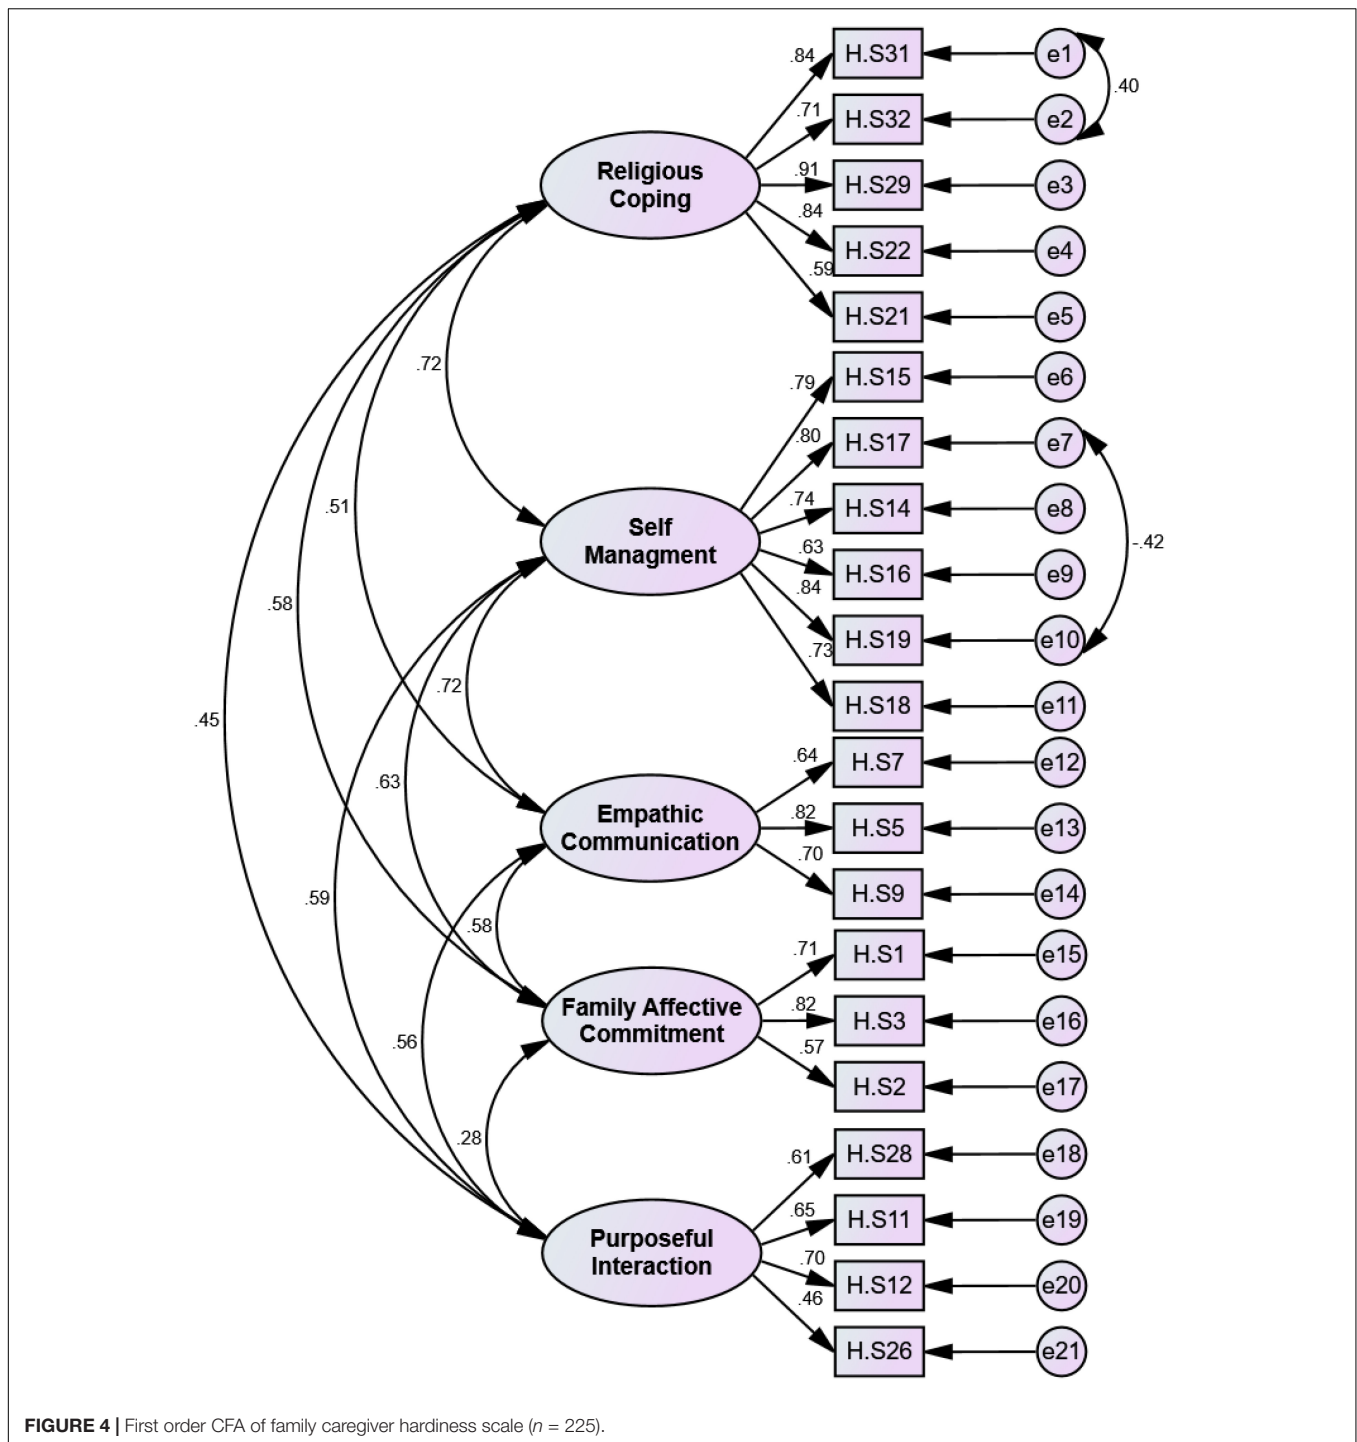 .84
H.S31
e1
.40
.71
H.S32
e2
Religious
Coping
.91
H.S29
e3
.84
H.S22
e4
.59
H.S21
e5
.72
.79
H.S15
e6
.80
H.S17
e7
.51
.74
H.S14
e8
Self
Managment
-.42
.63
H.S16
e9
.84
.58
H.S19
e10
.73
H.S18
e11
.72
.45
.64
H.S7
e12
.63
Empathic
Communication
.82
H.S5
e13
.70
H.S9
e14
.59
.58
.71
H.S1
e15
Family Affective
Commitment
.82
H.S3
e16
.56
.57
H.S2
e17
.28
.61
H.S28
e18
.65
H.S11
e19
Purposeful
Interaction
.70
H.S12
e20
.46
H.S26
e21
FIGURE 4 | First order CFA of family caregiver hardiness scale (n = 225).